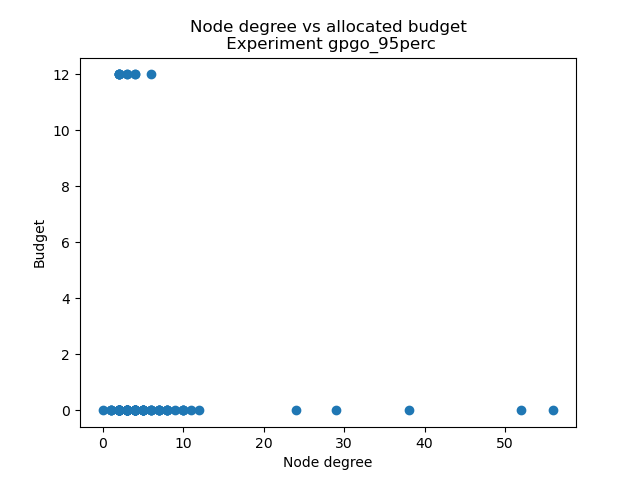 Node degree vs allocated budget
Experiment gpgo_95perc
12
10
8
6
4
2
0
Budget
0 10 20 30 40 50
Node degree